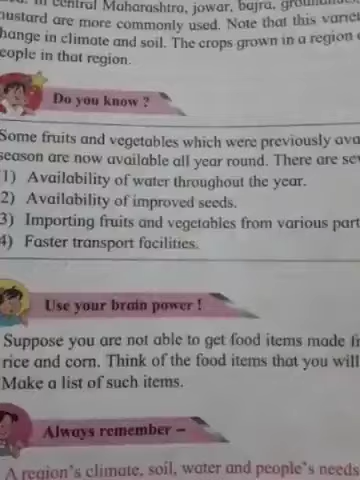 in central Maharashtra, jowar, bajra,
mustard are more commonly used. Note that this
hange in climate and soil. The crops grown in a region
eople in that region.
Do you know ?
Some fruits and vegetables which were previously ava
season are now available all year round. There are se
1) Availability of water throughout the year.
2) Availability of improved seeds.
3) Importing fruits and vegetables from various part
4) Faster transport facilities.
Use your brain power !
Suppose you are not able to get food items made f
rice and corn. Think of the food items that you will
Make a list of such items.
Always remember –
A region's climate, soil, water and people's needs